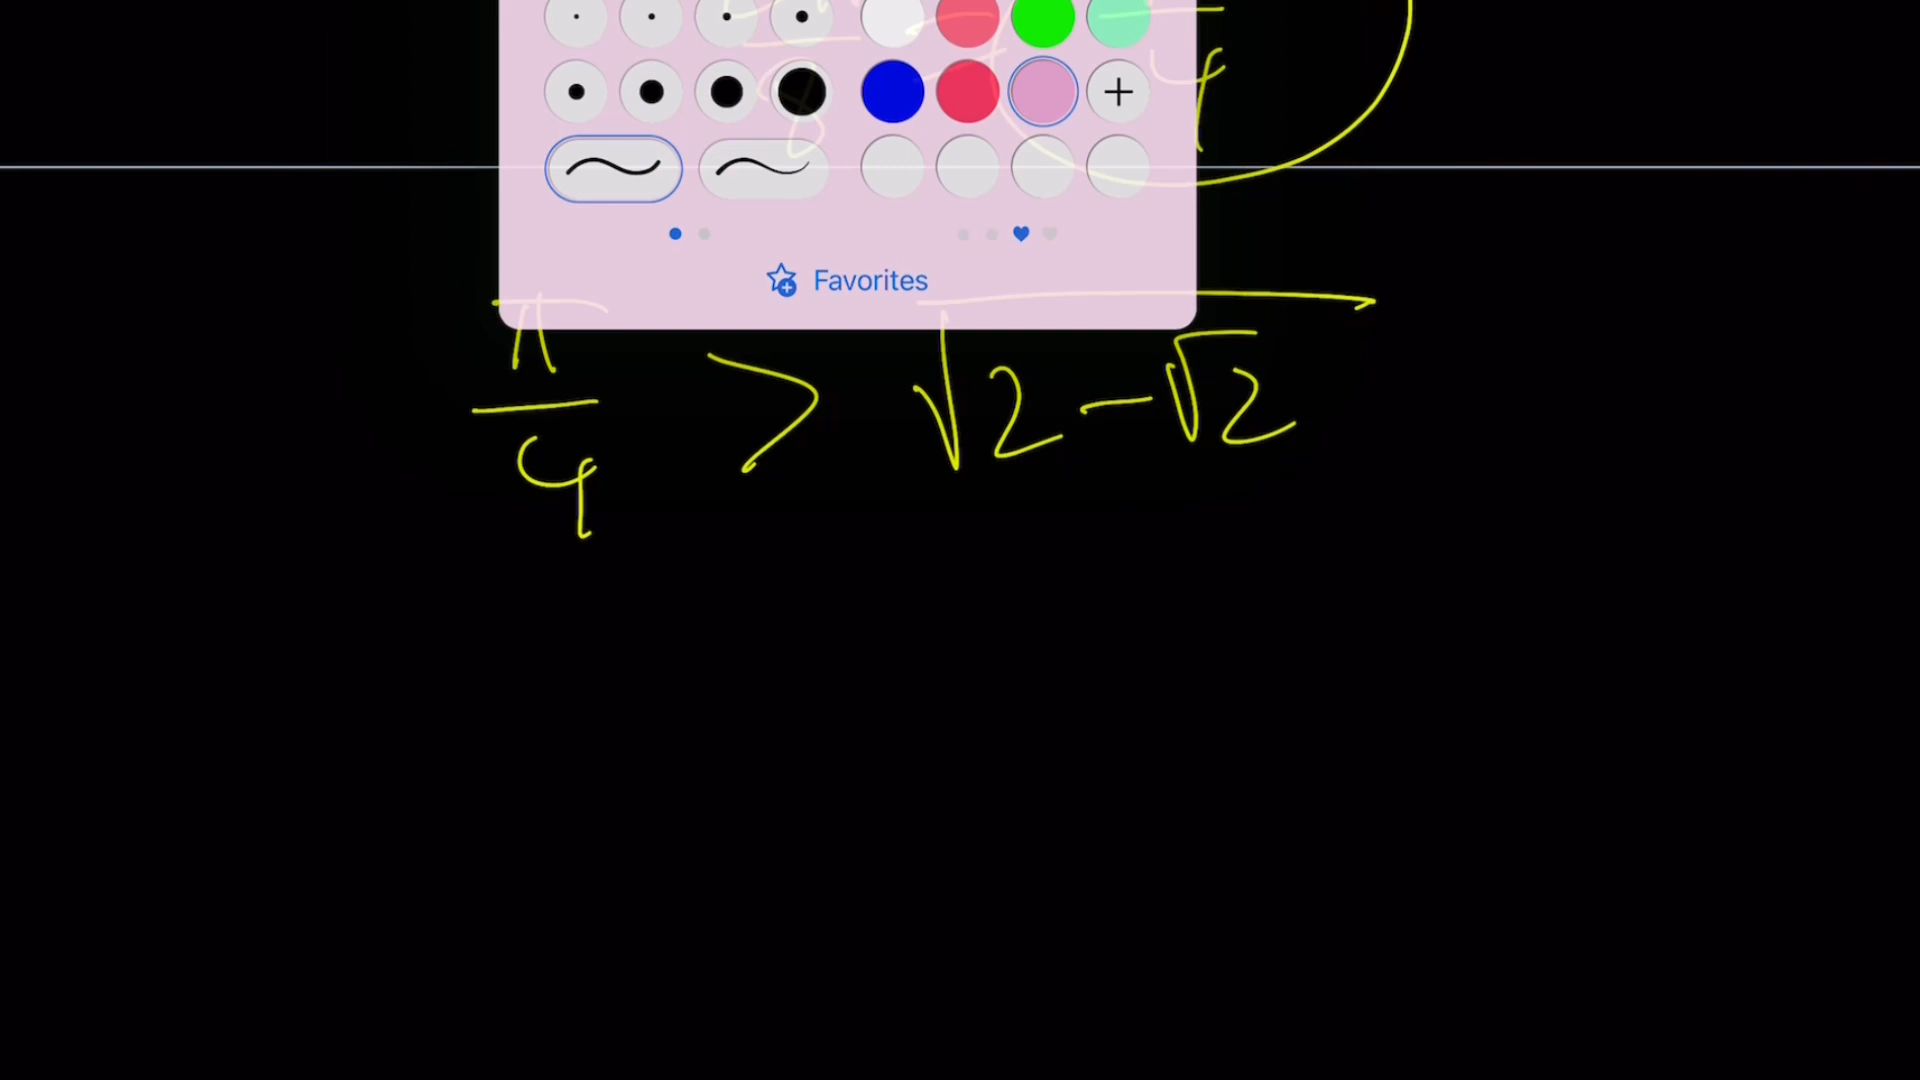 Favorites
π/4 > √(2-√2)